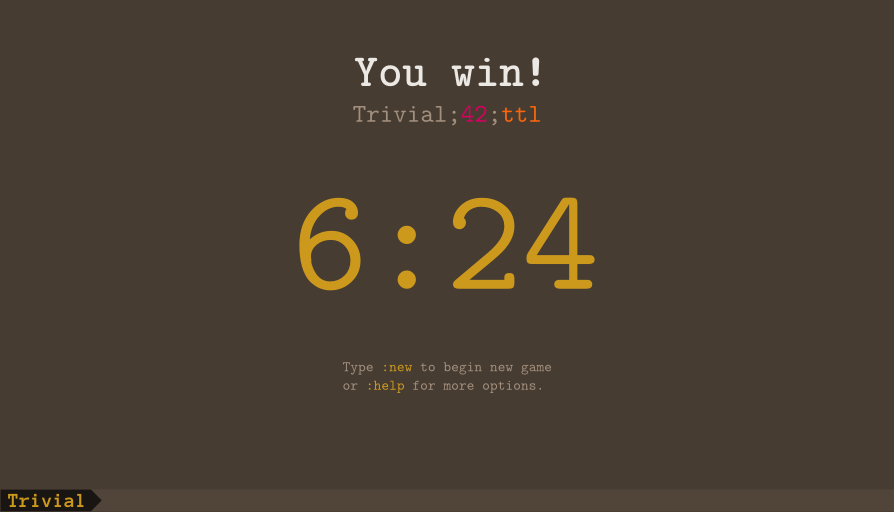 You win!
Trivial;42;ttl
6:24
Type :new to begin new game
or :help for more options.
Trivial